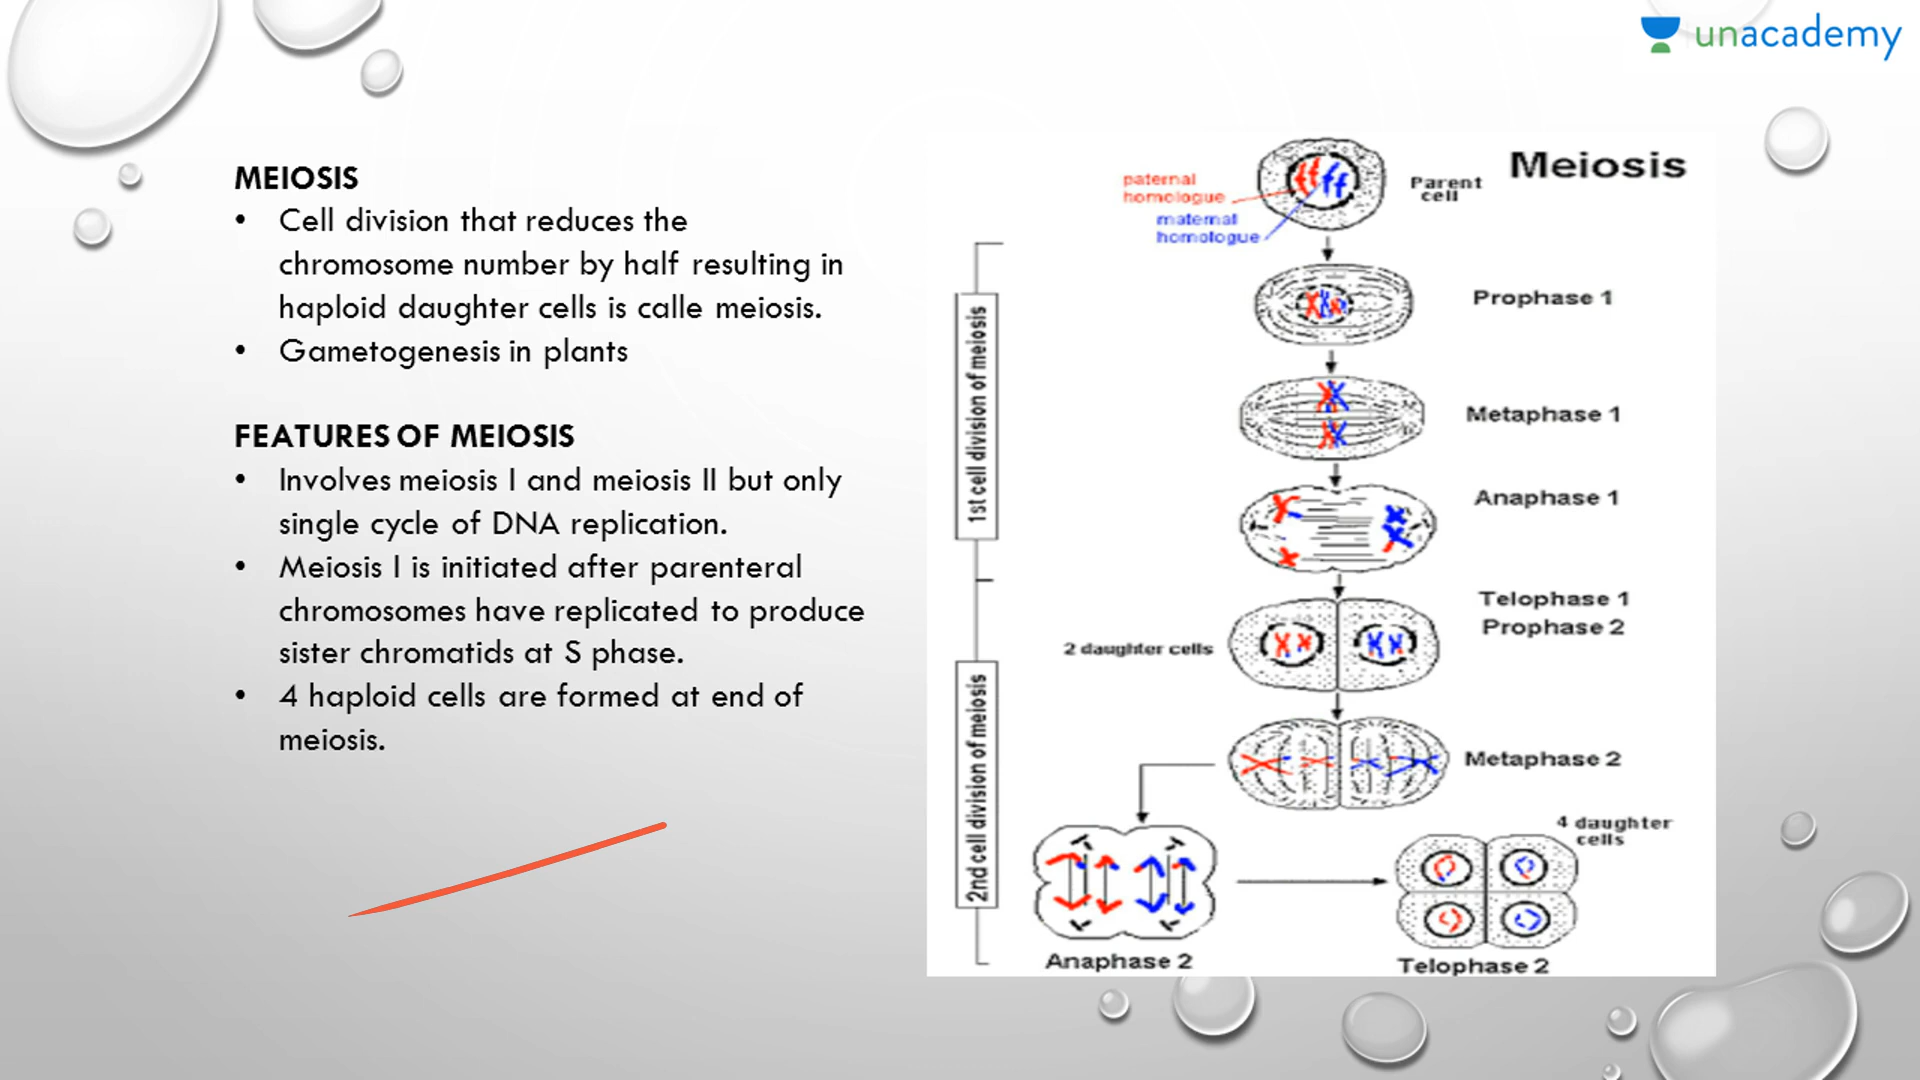 unacademy
MEIOSIS
• Cell division that reduces the
chromosome number by half resulting in
haploid daughter cells is calle meiosis.
• Gametogenesis in plants
FEATURES OF MEIOSIS
• Involves meiosis I and meiosis II but only
single cycle of DNA replication.
• Meiosis I is initiated after parenteral
chromosomes have replicated to produce
sister chromatids at S phase.
• 4 haploid cells are formed at end of
meiosis.
Meiosis
paternal
homologue
maternal
homologue
Parent
cell
1st cell division of meiosis
Prophase 1
Metaphase 1
Anaphase 1
Telophase 1
Prophase 2
2 daughter cells
2nd cell division of meiosis
Metaphase 2
4 daughter
cells
Anaphase 2
Telophase 2